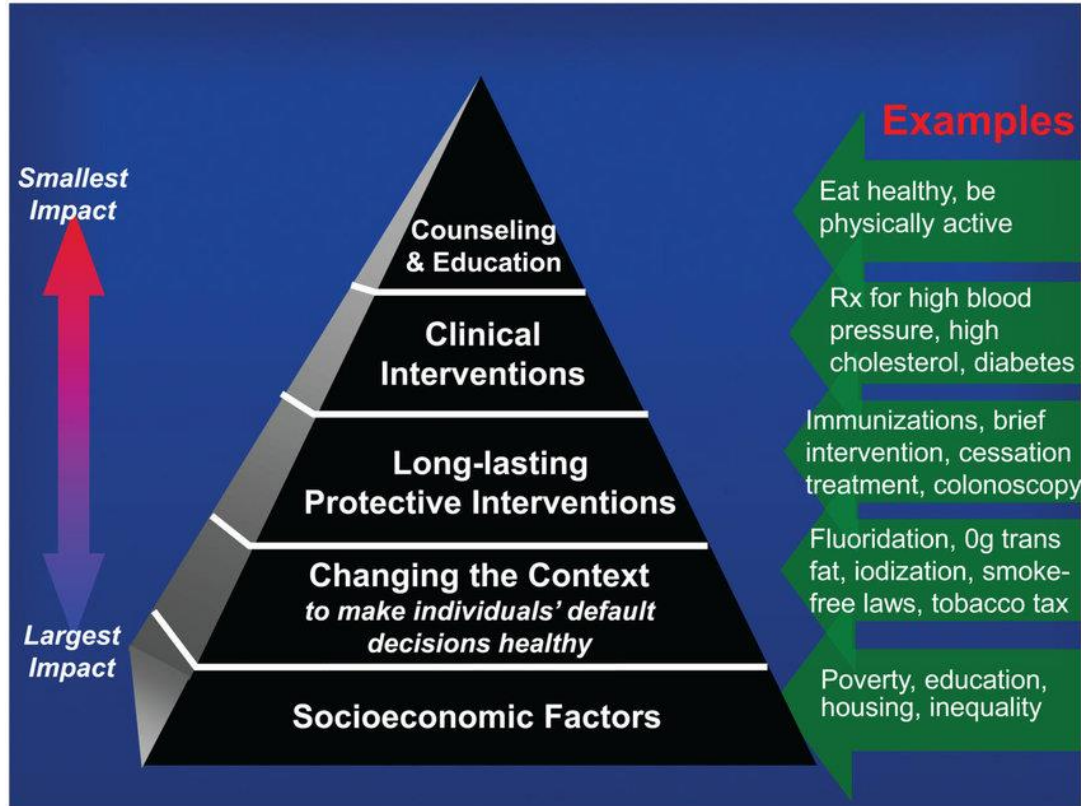 Examples
Smallest
Impact
Counseling
& Education
Eat healthy, be
physically active
Clinical
Interventions
Rx for high blood
pressure, high
cholesterol, diabetes
Long-lasting
Protective Interventions
Immunizations, brief
intervention, cessation
treatment, colonoscopy
Changing the Context
to make individuals’ default
decisions healthy
Fluoridation, 0g trans
fat, iodization, smoke-
free laws, tobacco tax
Largest
Impact
Socioeconomic Factors
Poverty, education,
housing, inequality